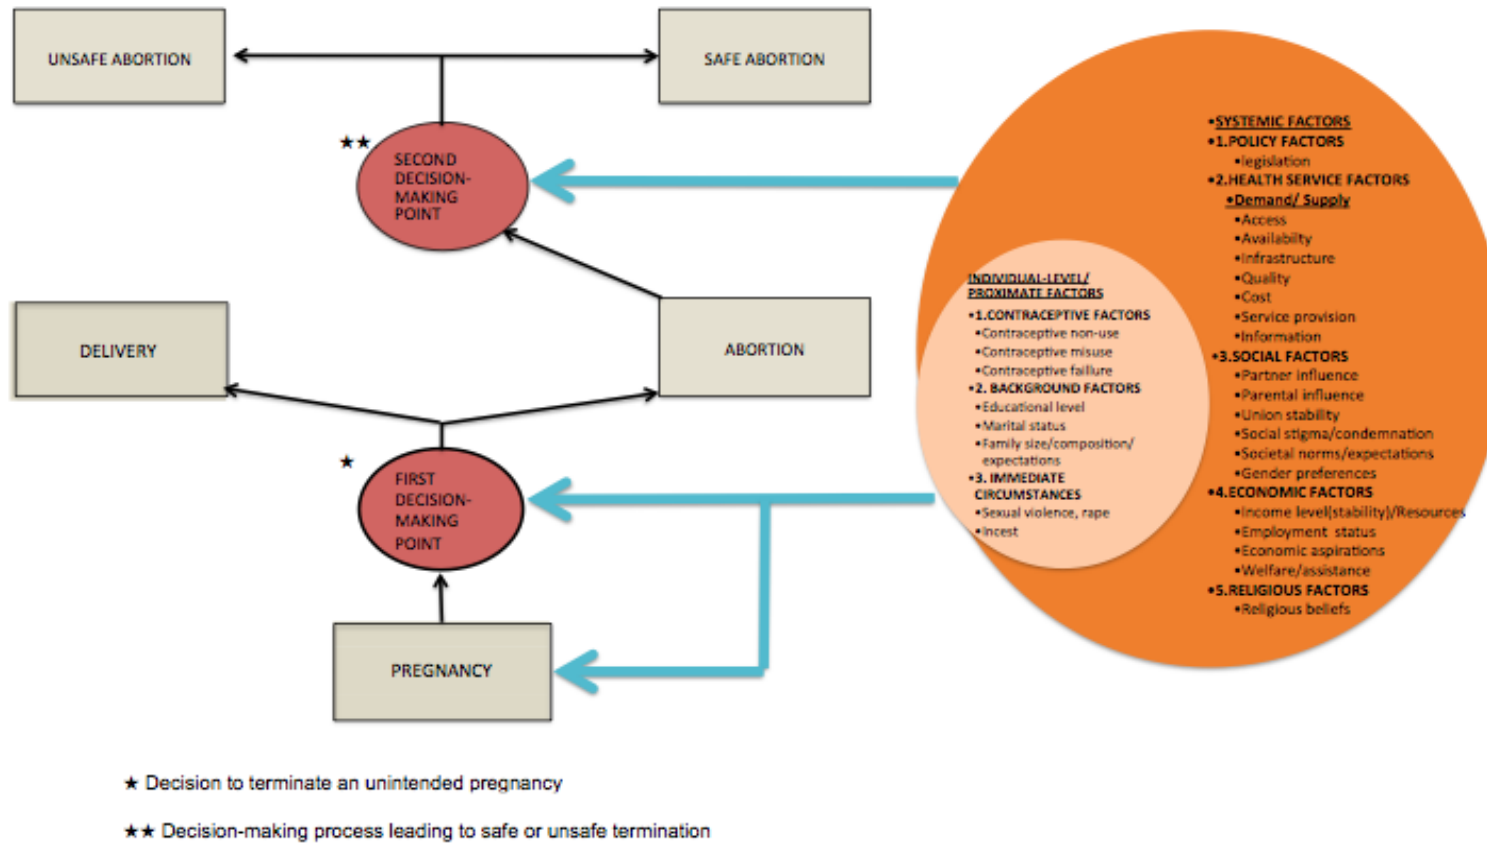 UNSAFE ABORTION
SAFE ABORTION
★★
SECOND
DECISION-
MAKING
POINT
DELIVERY
ABORTION
★
FIRST
DECISION-
MAKING
POINT
PREGNANCY
INDIVIDUAL-LEVEL/
PROXIMATE FACTORS
•1.CONTRACEPTIVE FACTORS
•Contraceptive non-use
•Contraceptive misuse
•Contraceptive faillure
•2. BACKGROUND FACTORS
•Educational level
•Marital status
•Family size/composition/
expectations
•3. IMMEDIATE
CIRCUMSTANCES
•Sexual violence, rape
•Incest
•SYSTEMIC FACTORS
•1.POLICY FACTORS
•legislation
•2.HEALTH SERVICE FACTORS
•Demand/ Supply
•Access
•Availabilty
•Infrastructure
•Quality
•Cost
•Service provision
•Information
•3.SOCIAL FACTORS
•Partner influence
•Parental influence
•Union stability
•Social stigma/condemnation
•Societal norms/expectations
•Gender preferences
•4.ECONOMIC FACTORS
•Income level(stability)/Resources
•Employment status
•Economic aspirations
•Welfare/assistance
•5.RELIGIOUS FACTORS
•Religious beliefs
★ Decision to terminate an unintended pregnancy
★★ Decision-making process leading to safe or unsafe termination